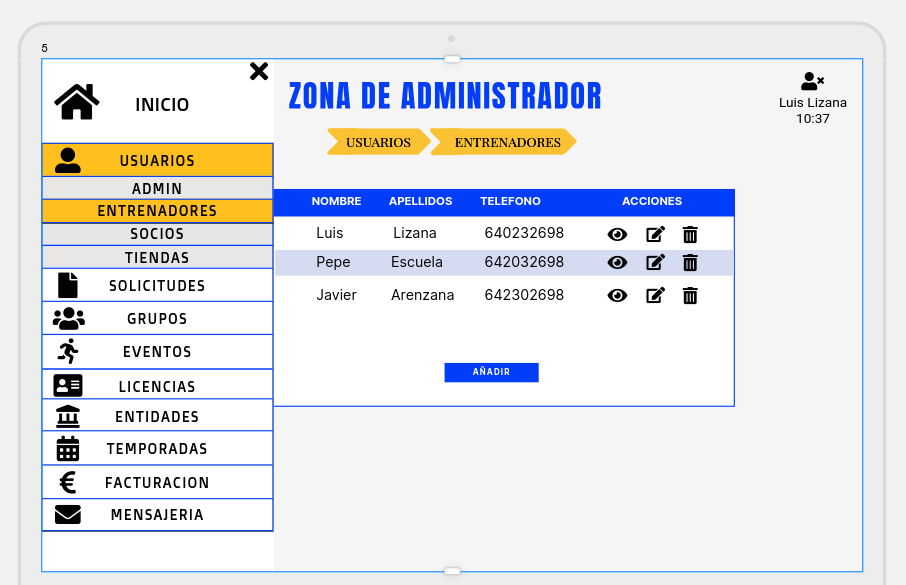 5
INICIO
ZONA DE ADMINISTRADOR
Luis Lizana
10:37
USUARIOS ENTRENADORES
USUARIOS
ADMIN
ENTRENADORES
SOCIOS
TIENDAS
SOLICITUDES
GRUPOS
EVENTOS
LICENCIAS
ENTIDADES
TEMPORADAS
FACTURACION
MENSAJERIA
NOMBRE APELLIDOS TELEFONO ACCIONES
Luis Lizana 640232698
Pepe Escuela 642032698
Javier Arenzana 642302698
AÑADIR